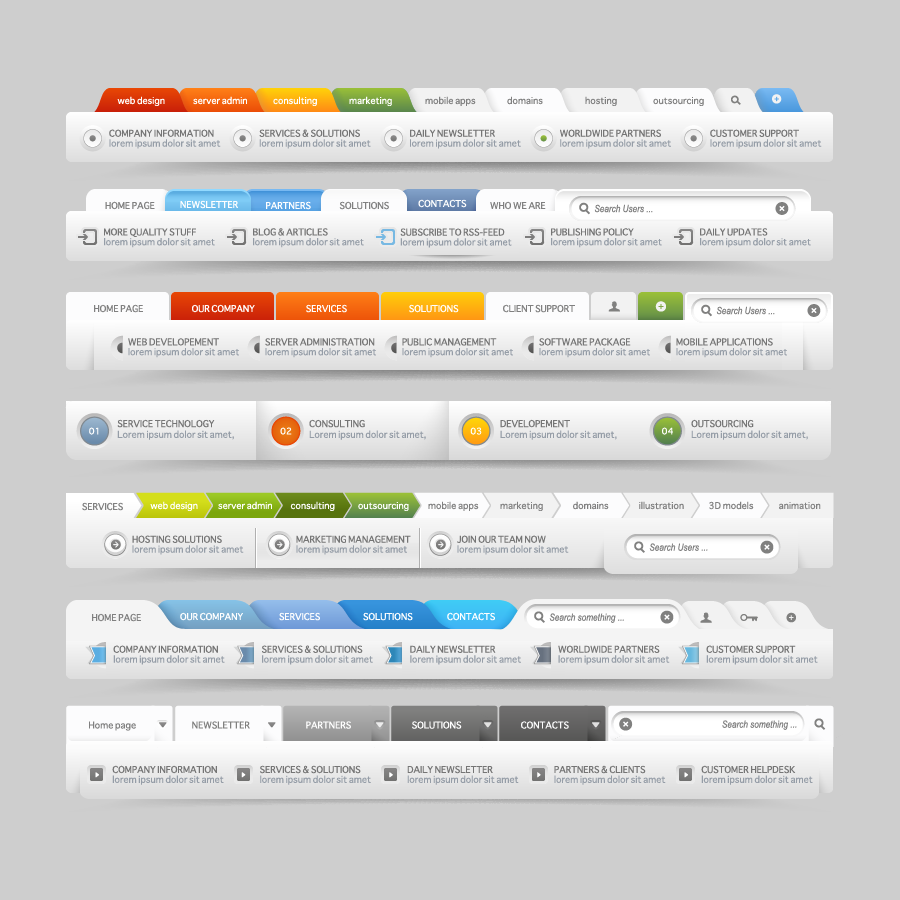 web design server admin consulting marketing mobile apps domains hosting outsourcing
COMPANY INFORMATION SERVICES & SOLUTIONS DAILY NEWSLETTER WORLDWIDE PARTNERS CUSTOMER SUPPORT
lorem ipsum dolor sit amet lorem ipsum dolor sit amet lorem ipsum dolor sit amet lorem ipsum dolor sit amet lorem ipsum dolor sit amet
HOME PAGE NEWSLETTER PARTNERS SOLUTIONS CONTACTS WHO WE ARE Search Users ...
MORE QUALITY STUFF BLOG & ARTICLES SUBSCRIBE TO RSS-FEED PUBLISHING POLICY DAILY UPDATES
lorem ipsum dolor sit amet lorem ipsum dolor sit amet lorem ipsum dolor sit amet lorem ipsum dolor sit amet lorem ipsum dolor sit amet
HOME PAGE OUR COMPANY SERVICES SOLUTIONS CLIENT SUPPORT Search Users ...
WEB DEVELOPEMENT SERVER ADMINISTRATION PUBLIC MANAGEMENT SOFTWARE PACKAGE MOBILE APPLICATIONS
lorem ipsum dolor sit amet lorem ipsum dolor sit amet lorem ipsum dolor sit amet lorem ipsum dolor sit amet lorem ipsum dolor sit amet
01 SERVICE TECHNOLOGY 02 CONSULTING 03 DEVELOPEMENT 04 OUTSOURCING
Lorem ipsum dolor sit amet, Lorem ipsum dolor sit amet, Lorem ipsum dolor sit amet, Lorem ipsum dolor sit amet,
SERVICES web design server admin consulting outsourcing mobile apps marketing domains illustration 3D models animation
HOSTING SOLUTIONS MARKETING MANAGEMENT JOIN OUR TEAM NOW Search Users ...
lorem ipsum dolor sit amet lorem ipsum dolor sit amet lorem ipsum dolor sit amet
HOME PAGE OUR COMPANY SERVICES SOLUTIONS CONTACTS Search something ...
COMPANY INFORMATION SERVICES & SOLUTIONS DAILY NEWSLETTER WORLDWIDE PARTNERS CUSTOMER SUPPORT
lorem ipsum dolor sit amet lorem ipsum dolor sit amet lorem ipsum dolor sit amet lorem ipsum dolor sit amet lorem ipsum dolor sit amet
Home page NEWSLETTER PARTNERS SOLUTIONS CONTACTS Search something ...
COMPANY INFORMATION SERVICES & SOLUTIONS DAILY NEWSLETTER PARTNERS & CLIENTS CUSTOMER HELPDESK
lorem ipsum dolor sit amet lorem ipsum dolor sit amet lorem ipsum dolor sit amet lorem ipsum dolor sit amet lorem ipsum dolor sit amet